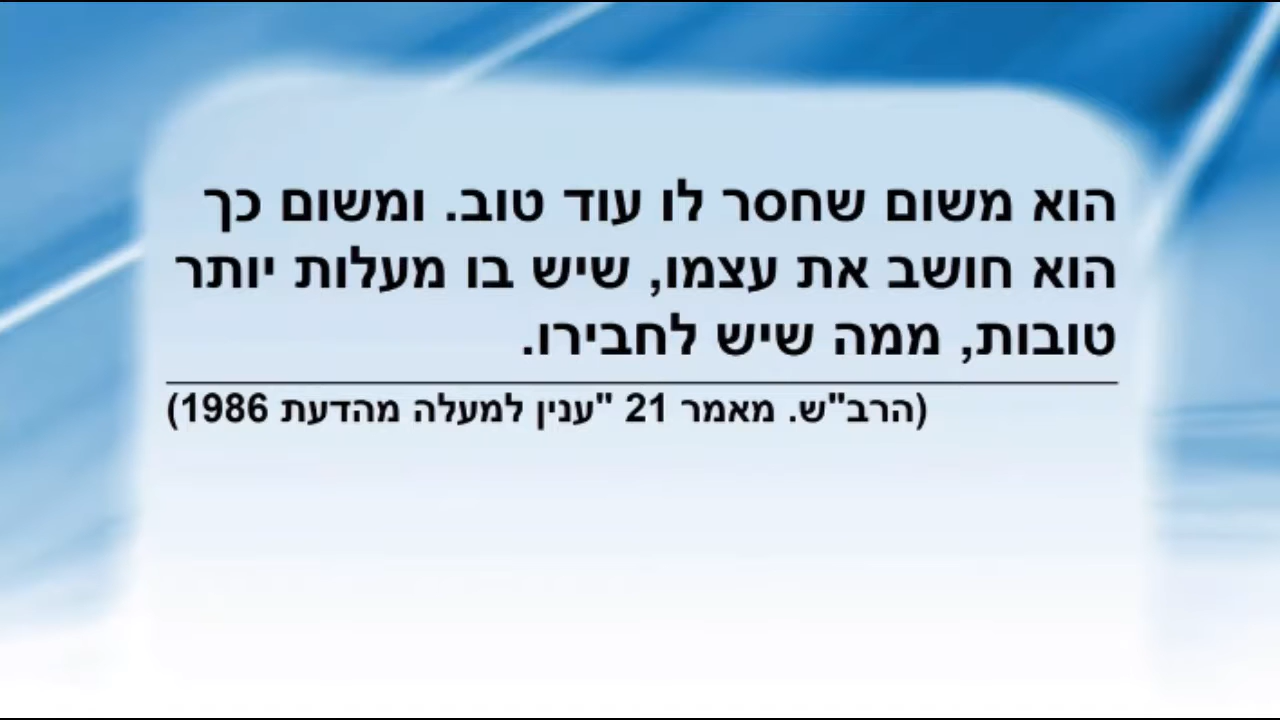 הוא משום שחסר לו עוד טוב. ומשום כך
הוא חושב את עצמו, שיש בו מעלות יותר
טובות, ממה שיש לחבירו.
(הרב"ש. מאמר 21 "ענין למעלה מהדעת 1986)